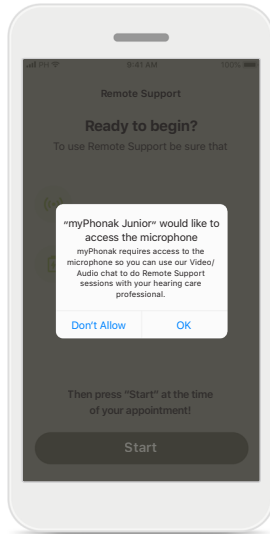 PH 9:41 AM 100%
Remote Support
Ready to begin?
To use Remote Support be sure that
“myPhonak Junior” would like to
access the microphone
myPhonak requires access to the
microphone so you can use our Video/
Audio chat to do Remote Support
sessions with your hearing care
professional.
Don’t Allow OK
Then press "Start" at the time
of your appointment!
Start